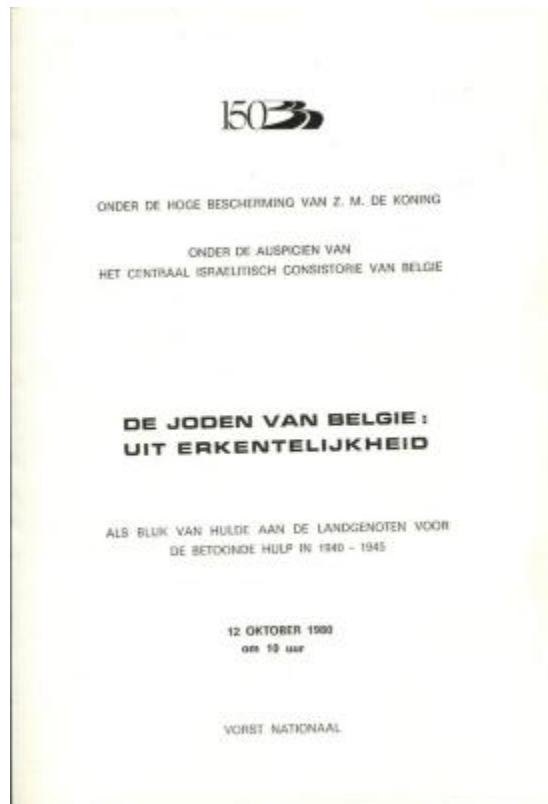 150
ONDER DE HOGE BESCHERMING VAN Z. M. DE KONING
ONDER DE AUSPICIEN VAN
HET CENTRAAL ISRAELITISCH CONSISTORIE VAN BELGIE
DE JODEN VAN BELGIE :
UIT ERKENTELIJKHEID
ALS BLIJK VAN HULDE AAN DE LANDGENOTEN VOOR
DE BETOONDE HULP IN 1940 - 1945
12 OKTOBER 1980
om 10 uur
VORST NATIONAAL